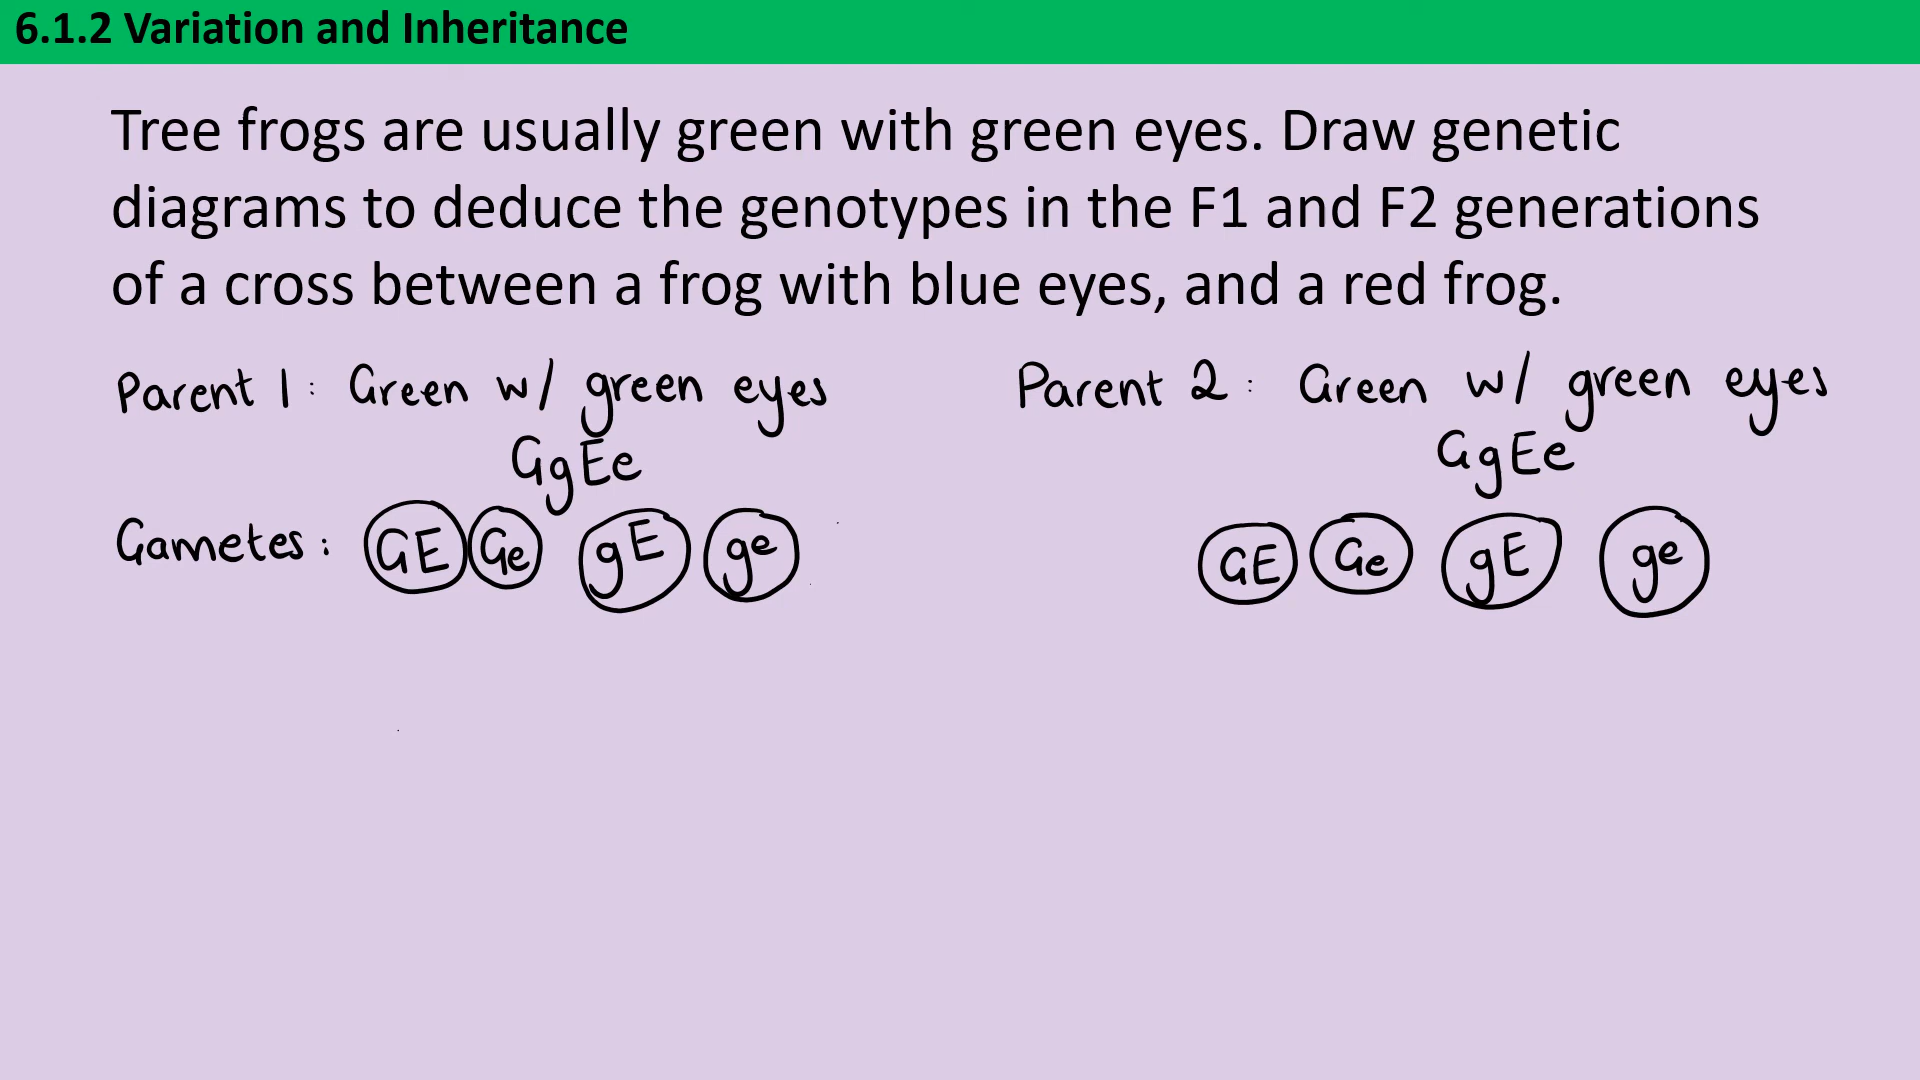 6.1.2 Variation and Inheritance
Tree frogs are usually green with green eyes. Draw genetic
diagrams to deduce the genotypes in the F1 and F2 generations
of a cross between a frog with blue eyes, and a red frog.
Parent 1: Green w/ green eyes Parent 2: Green w/ green eyes
GgEe GgEe
Gametes: GE Ge gE ge GE Ge gE ge